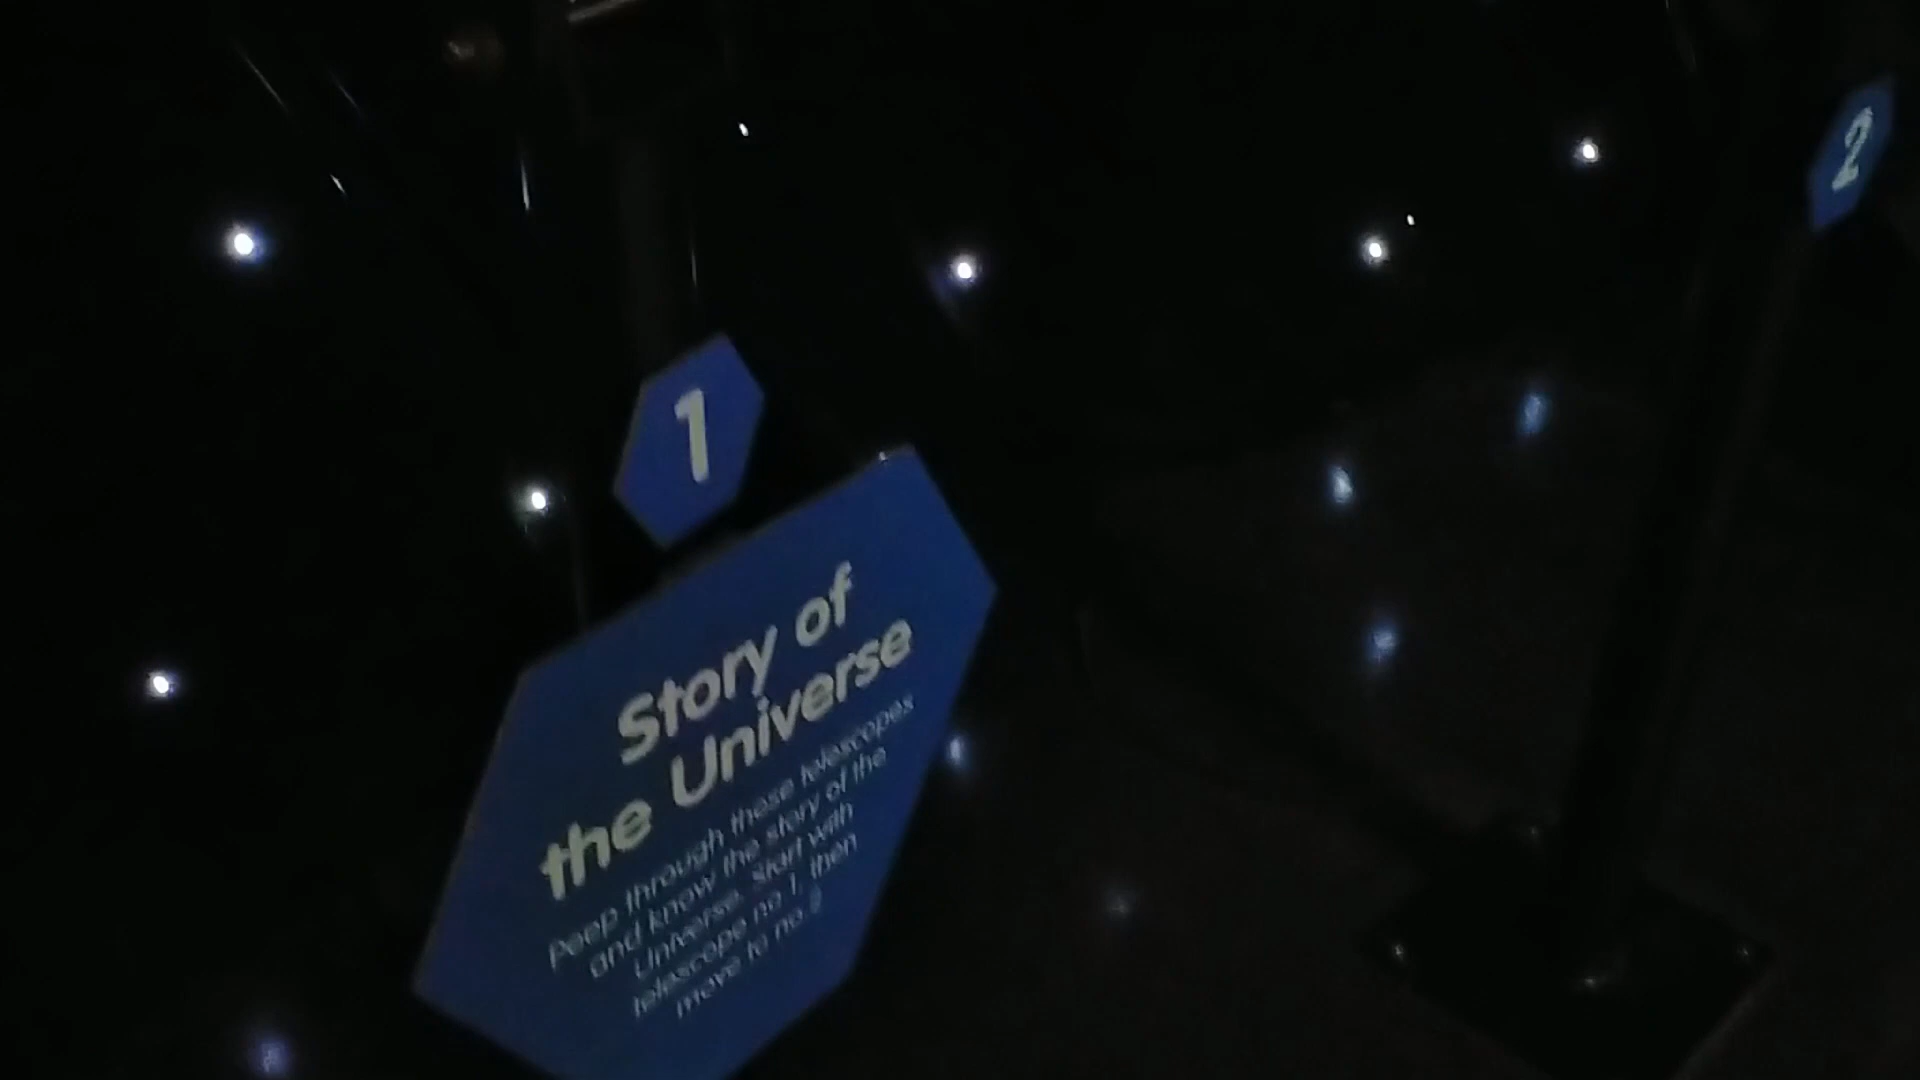 1
Story of
the Universe
Peep through these telescopes
and know the story of the
Universe. Start with
telescope no 1, then
move to no.
2